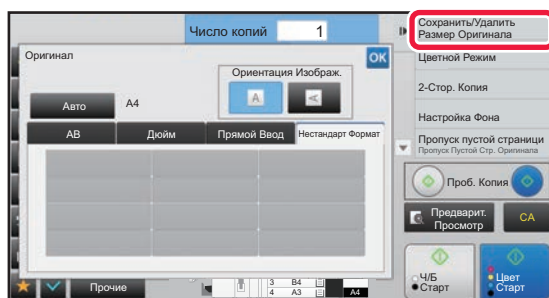 Число копий 1
Сохранить/Удалить
Размер Оригинала
Оригинал
OK
Ориентация Изображ.
A
A
Авто
A4
AB
Дюйм
Прямой Ввод
Нестандарт Формат
Цветной Режим
2-Стор. Копия
Настройка Фона
Пропуск пустой страници
Пропуск Пустой Стр. Оригинала
Проб. Копия
Предварит.
Просмотр
CA
Ч/Б
Старт
Цвет
Старт
Прочие
3 B4
4 A3
A4